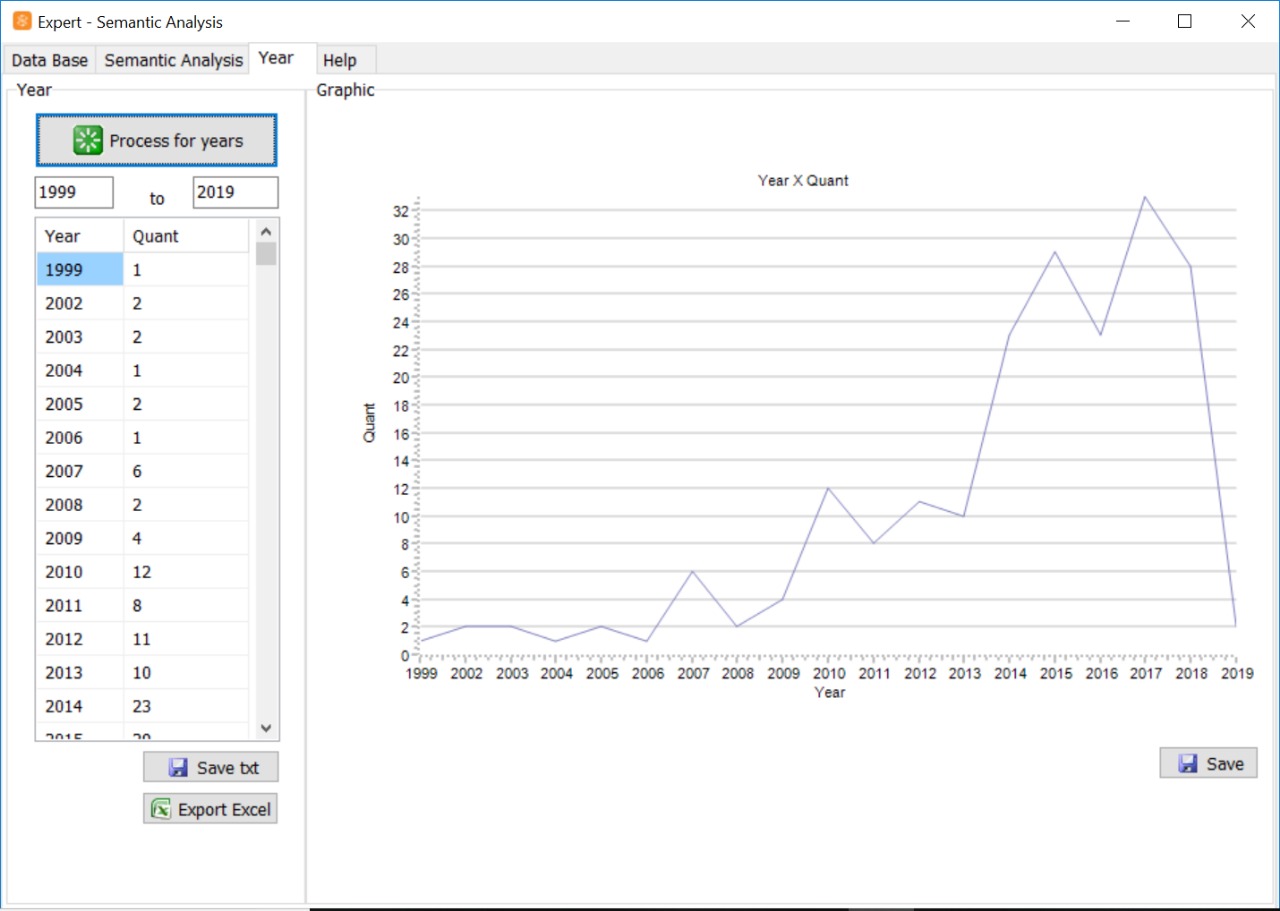 Expert - Semantic Analysis
Data Base Semantic Analysis Year Help
Year
Process for years
1999 to 2019
Year Quant
1999 1
2002 2
2003 2
2004 1
2005 2
2006 1
2007 6
2008 2
2009 4
2010 12
2011 8
2012 11
2013 10
2014 23
2015 29
Save txt
Export Excel
Graphic
Year X Quant
32
30
28
26
24
22
20
18
16
14
12
10
8
6
4
2
0
Quant
1999 2002 2003 2004 2005 2006 2007 2008 2009 2010 2011 2012 2013 2014 2015 2016 2017 2018 2019
Year
Save